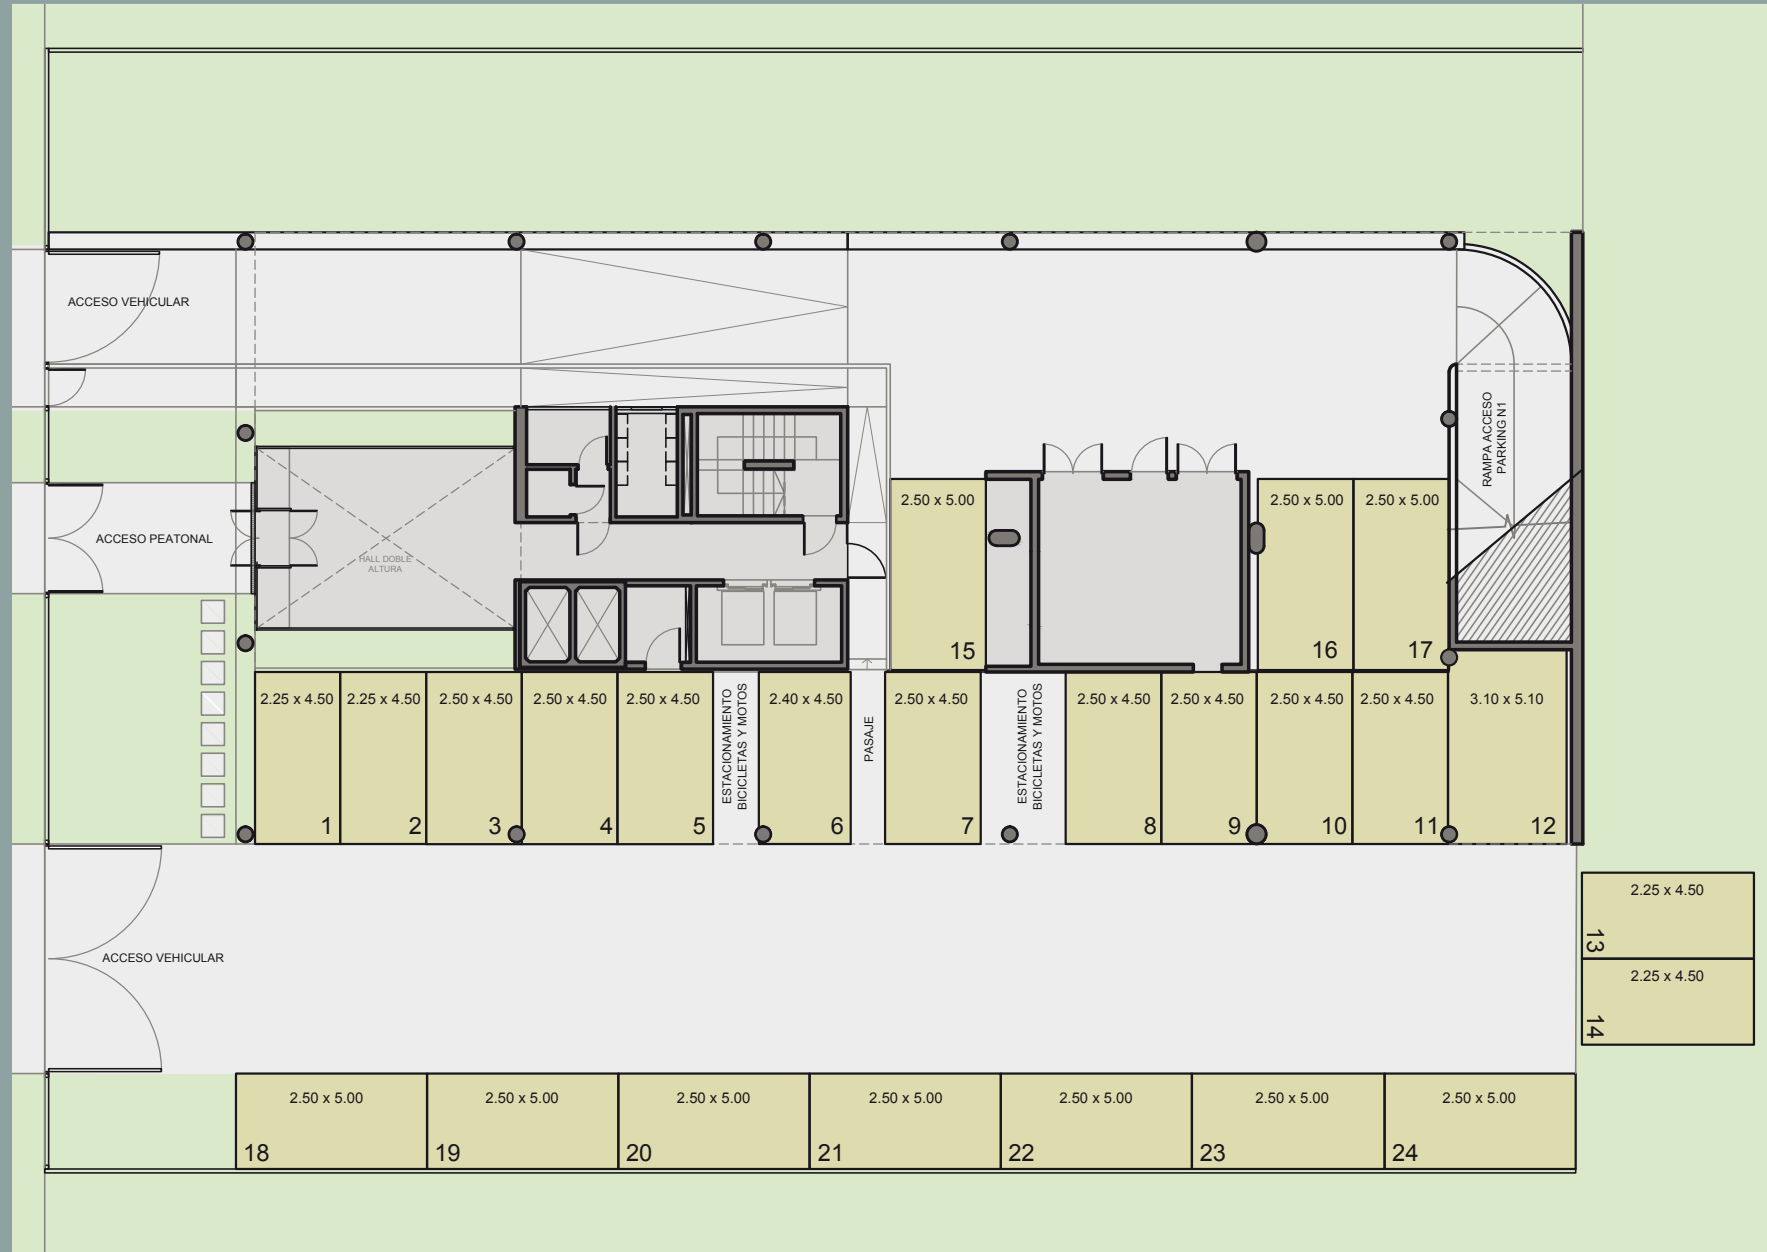 ACCESO VEHICULAR
RAMPA ACCESO
PARKING N1
ACCESO PEATONAL
HALL DOBLE
ALTURA
2.50 x 5.00
15
2.50 x 5.00
16
2.50 x 5.00
17
2.25 x 4.50
1
2.25 x 4.50
2
2.50 x 4.50
3
2.50 x 4.50
4
2.50 x 4.50
5
ESTACIONAMIENTO
BICICLETAS Y MOTOS
2.40 x 4.50
6
PASAJE
2.50 x 4.50
7
ESTACIONAMIENTO
BICICLETAS Y MOTOS
2.50 x 4.50
8
2.50 x 4.50
9
2.50 x 4.50
10
2.50 x 4.50
11
3.10 x 5.10
12
2.25 x 4.50
13
2.25 x 4.50
14
ACCESO VEHICULAR
2.50 x 5.00
18
2.50 x 5.00
19
2.50 x 5.00
20
2.50 x 5.00
21
2.50 x 5.00
22
2.50 x 5.00
23
2.50 x 5.00
24